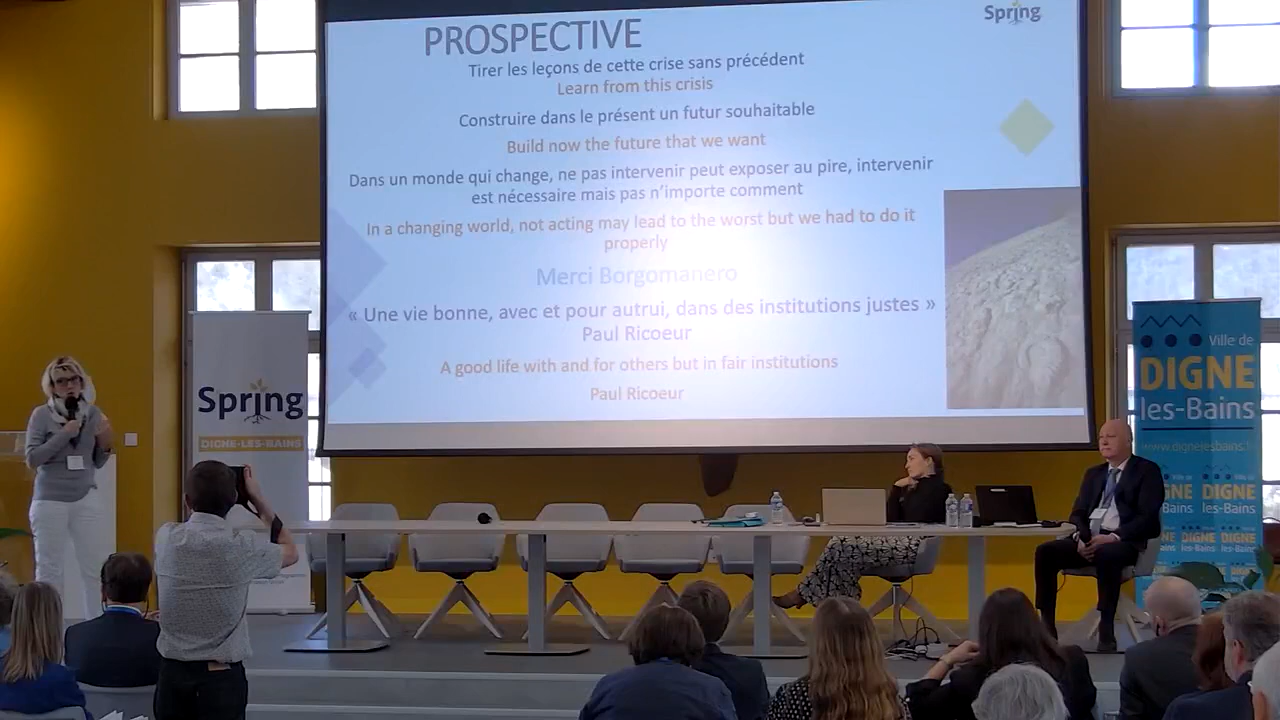 PROSPECTIVE
Spring
Tirer les leçons de cette crise sans précédent
Learn from this crisis
Construire dans le présent un futur souhaitable
Build now the future that we want
Dans un monde qui change, ne pas intervenir peut exposer au pire, intervenir
est nécessaire mais pas n’importe comment
In a changing world, not acting may lead to the worst but we had to do it
properly
Merci Borgomanero
« Une vie bonne, avec et pour autrui, dans des institutions justes »
Paul Ricoeur
A good life with and for others but in fair institutions
Paul Ricoeur
Spring
DIGNE-LES-BAINS
Ville de
DIGNE
les-Bains
www.dignelesbains.f
Ville de
DIGNE
les-Bains